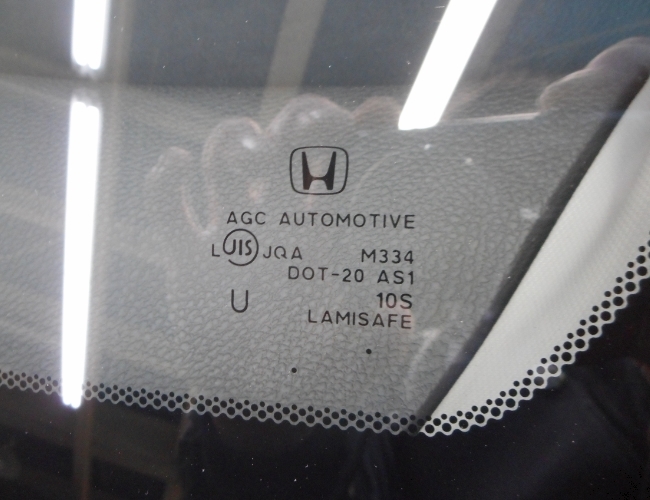 AGC AUTOMOTIVE
L JIS JQA M334
DOT-20 AS1
U 10S
LAMISAFE